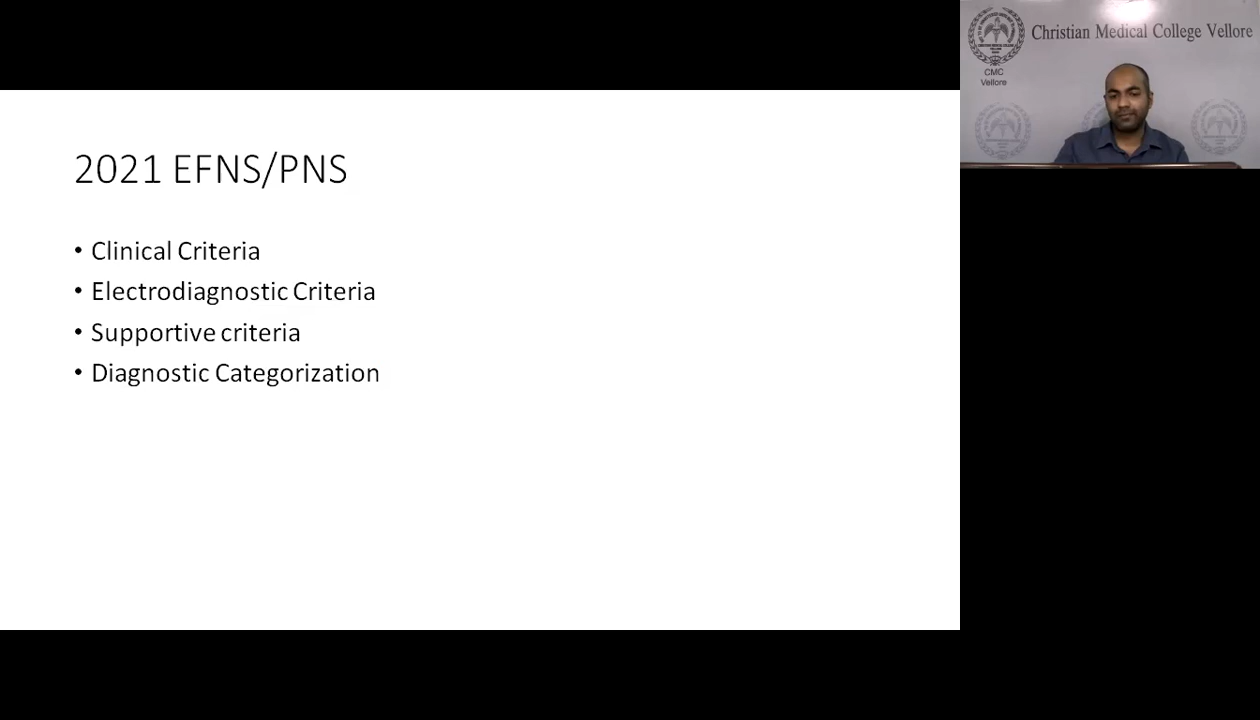 2021 EFNS/PNS
• Clinical Criteria
• Electrodiagnostic Criteria
• Supportive criteria
• Diagnostic Categorization
Christian Medical College Vellore
CMC
Vellore